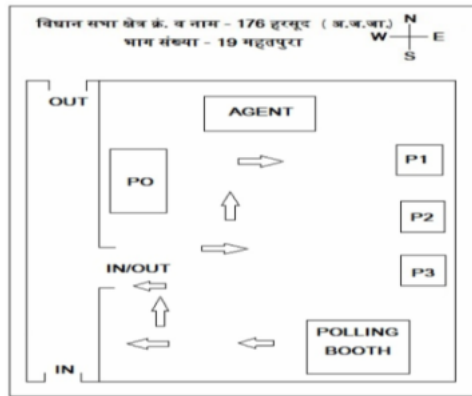 विधान सभा क्षेत्र क्रं. व नाम - 176 हरसूद ( अ.ज.जा.)
भाग संख्या - 19 महतपुरा
N
W E
S
OUT
AGENT
PO
P1
P2
IN/OUT
P3
POLLING
BOOTH
IN